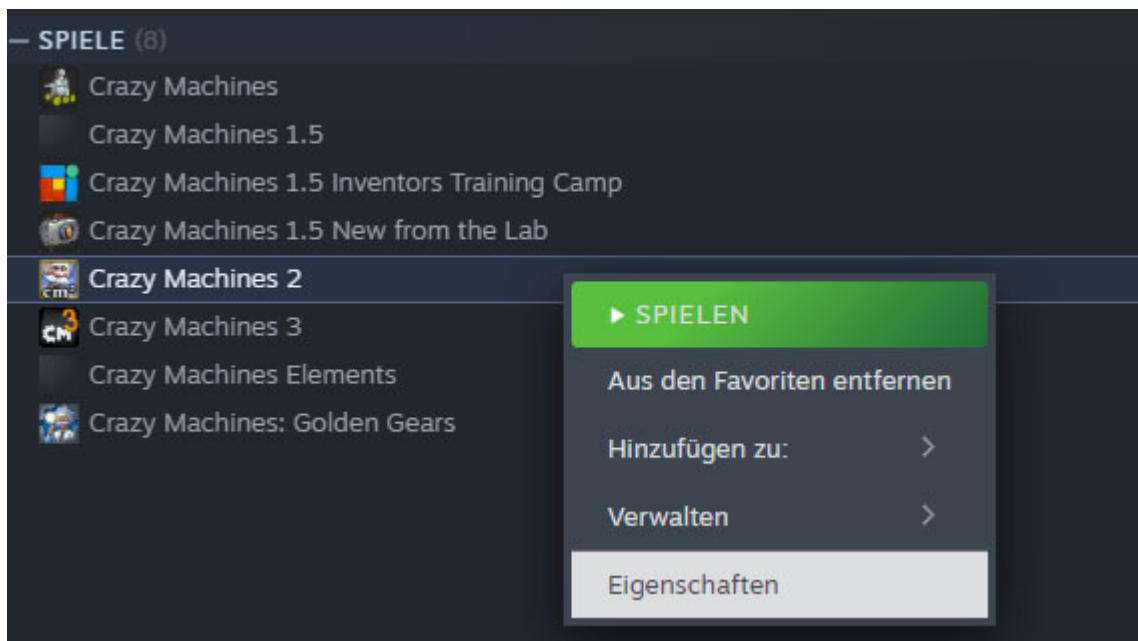 SPIELE (8)
Crazy Machines
Crazy Machines 1.5
Crazy Machines 1.5 Inventors Training Camp
Crazy Machines 1.5 New from the Lab
Crazy Machines 2
Crazy Machines 3
Crazy Machines Elements
Crazy Machines: Golden Gears
cm2
CM3
SPIELEN
Aus den Favoriten entfernen
Hinzufügen zu:
Verwalten
Eigenschaften